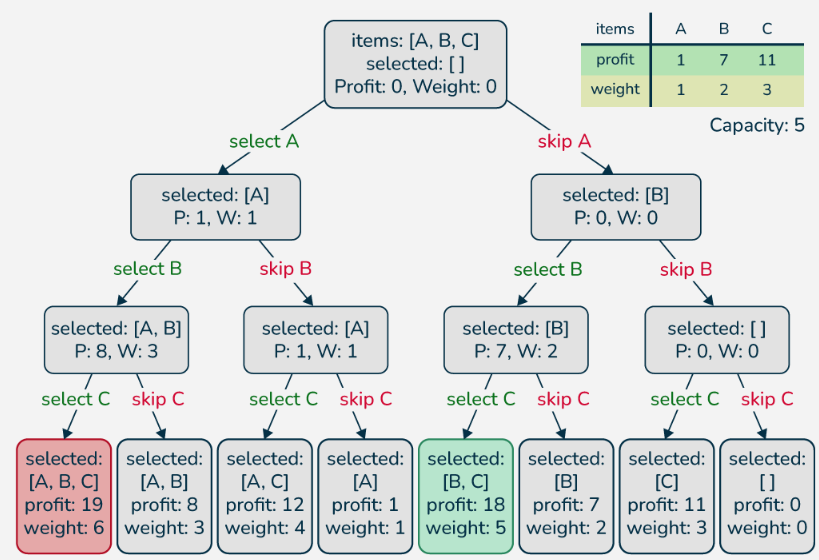 items: [A, B, C]
selected: [ ]
Profit: 0, Weight: 0
items A B C
profit 1 7 11
weight 1 2 3
Capacity: 5
select A
skip A
selected: [A]
P: 1, W: 1
selected: [B]
P: 0, W: 0
select B
skip B
select B
skip B
selected: [A, B]
P: 8, W: 3
selected: [A]
P: 1, W: 1
selected: [B]
P: 7, W: 2
selected: [ ]
P: 0, W: 0
select C
skip C
select C
skip C
select C
skip C
select C
skip C
selected:
[A, B, C]
profit: 19
weight: 6
selected:
[A, B]
profit: 8
weight: 3
selected:
[A, C]
profit: 12
weight: 4
selected:
[A]
profit: 1
weight: 1
selected:
[B, C]
profit: 18
weight: 5
selected:
[B]
profit: 7
weight: 2
selected:
[C]
profit: 11
weight: 3
selected:
[ ]
profit: 0
weight: 0